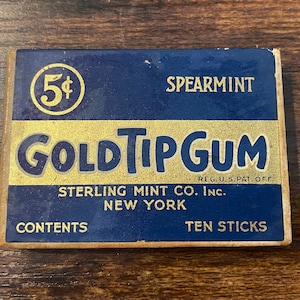 5¢ SPEARMINT
GOLD TIP GUM
REG. U.S. PAT. OFF.
STERLING MINT CO. INC.
NEW YORK
CONTENTS TEN STICKS